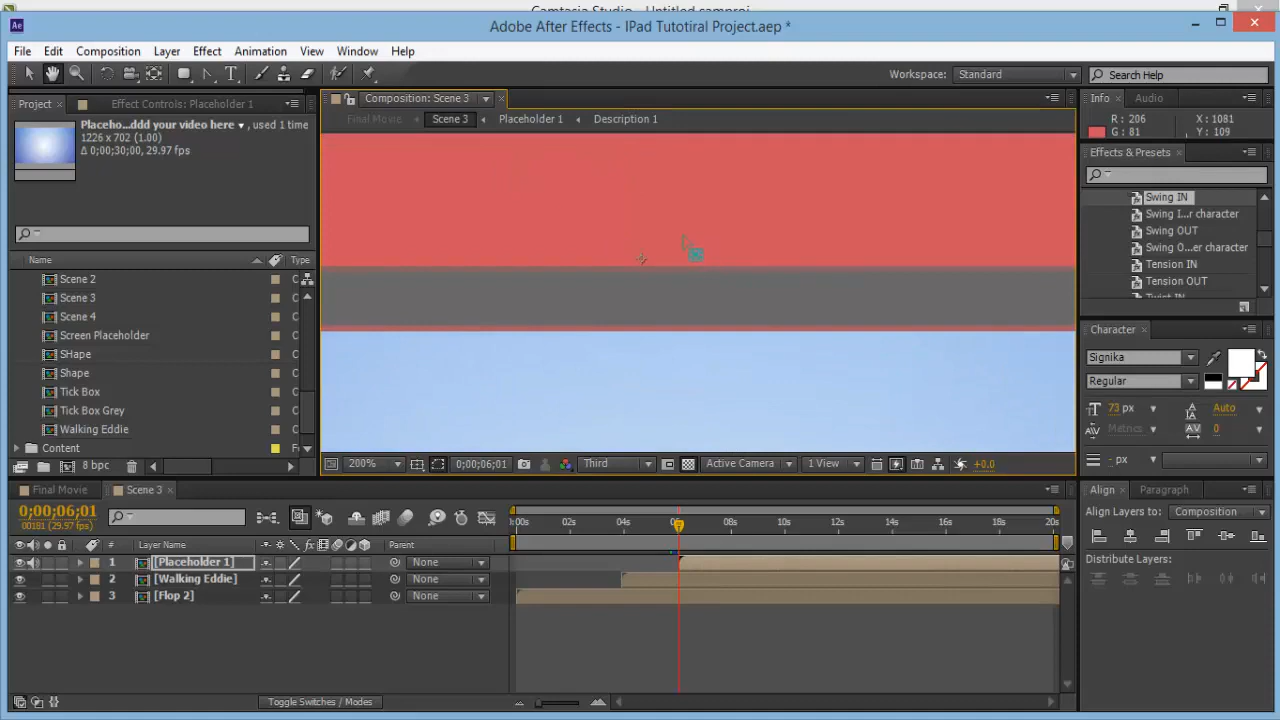 Camtasia Studio - Untitled.camproj
Adobe After Effects - IPad Tutotiral Project.aep *
File Edit Composition Layer Effect Animation View Window Help
Workspace: Standard Search Help
Project Effect Controls: Placeholder 1
Placeho...ddd your video here ▾, used 1 time
1226 x 702 (1.00)
Δ 0;00;30;00, 29.97 fps
Name Type
Scene 2 C
Scene 3 C
Scene 4 C
Screen Placeholder C
SHape C
Shape C
Tick Box C
Tick Box Grey C
Walking Eddie C
Content F
8 bpc
Composition: Scene 3
Final Movie Scene 3 Placeholder 1 Description 1
200% 0;00;06;01 Third Active Camera 1 View +0.0
Info Audio
R : 206 X : 1081
G : 81 Y : 109
Effects & Presets
Swing IN
Swing I...r character
Swing OUT
Swing O...er character
Tension IN
Tension OUT
Twist IN
Character
Signika
Regular
73 px Auto
Metrics 0
- px
Align Paragraph
Align Layers to: Composition
Distribute Layers:
Final Movie Scene 3
0;00;06;01
00181 (29.97 fps)
# Layer Name Parent
1 [Placeholder 1] None
2 [Walking Eddie] None
3 [Flop 2] None
Toggle Switches / Modes
02s 04s 08s 10s 12s 14s 16s 18s 20s